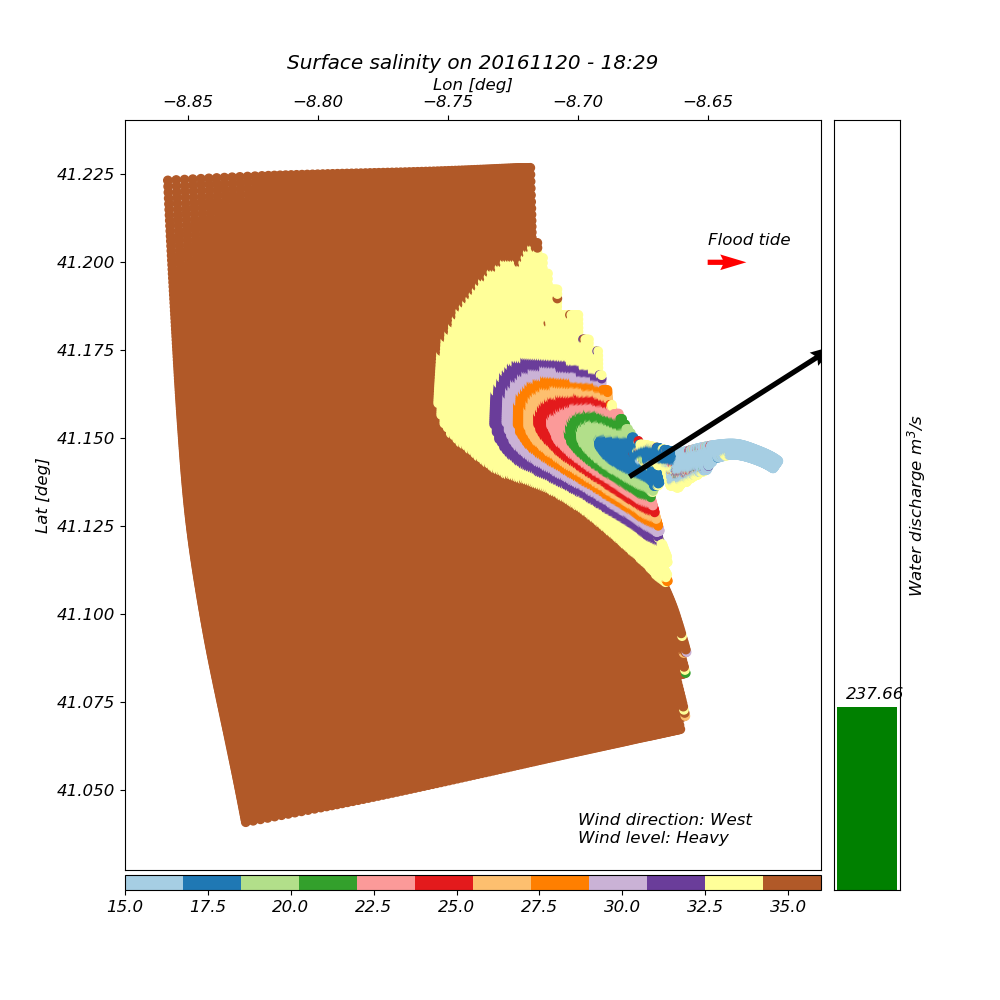 Surface salinity on 20161120 - 18:29
Lon [deg]
−8.85 −8.80 −8.75 −8.70 −8.65
41.225
41.200
41.175
41.150
41.125
41.100
41.075
41.050
Lat [deg]
Flood tide
Wind direction: West
Wind level: Heavy
237.66
Water discharge m³/s
15.0 17.5 20.0 22.5 25.0 27.5 30.0 32.5 35.0